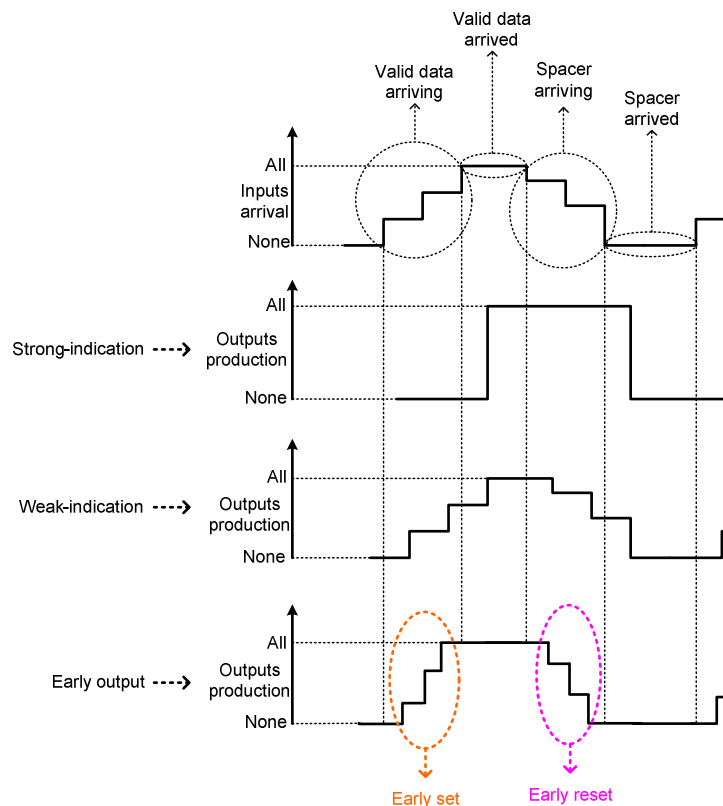 Valid data
arrived
Valid data
arriving
Spacer
arriving
Spacer
arrived
All
Inputs
arrival
None
All
Strong-indication
Outputs
production
None
All
Weak-indication
Outputs
production
None
All
Early output
Outputs
production
None
Early set
Early reset